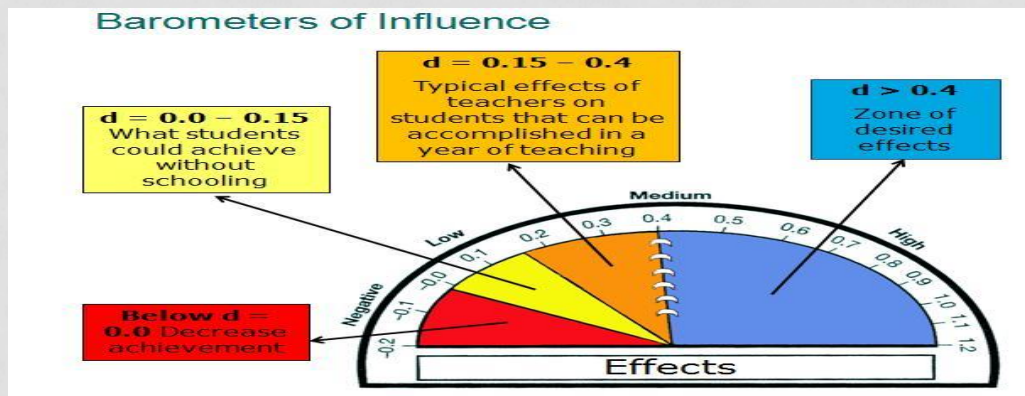 Barometers of Influence
d = 0.15 – 0.4
Typical effects of
teachers on
students that can be
accomplished in a
year of teaching
d > 0.4
Zone of
desired
effects
d = 0.0 – 0.15
What students
could achieve
without
schooling
Below d =
0.0 Decrease
achievement
Negative
Low
Medium
High
-0.2
-0.1
-0.0
0.1
0.2
0.3
0.4
0.5
0.6
0.7
0.8
0.9
1.0
1.1
1.2
Effects